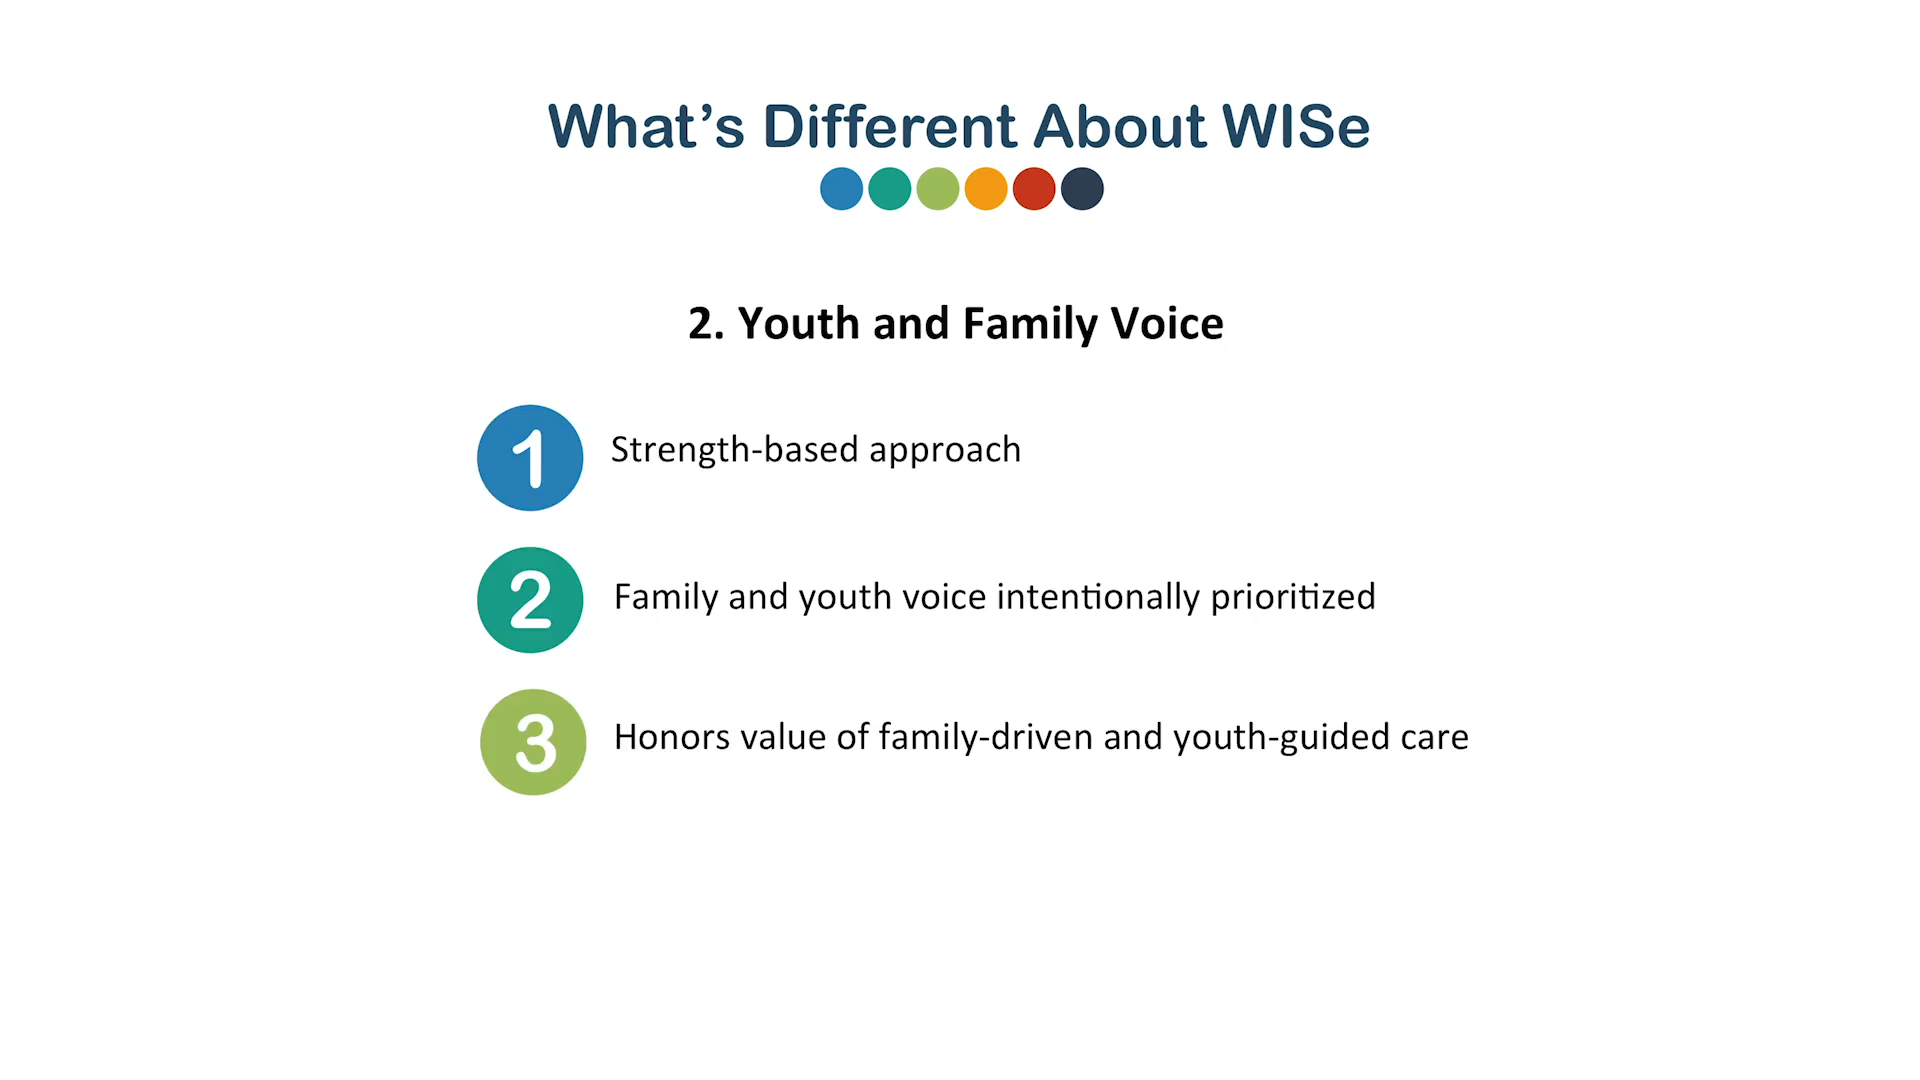 What’s Different About WISe
2. Youth and Family Voice
1 Strength-based approach
2 Family and youth voice intentionally prioritized
3 Honors value of family-driven and youth-guided care